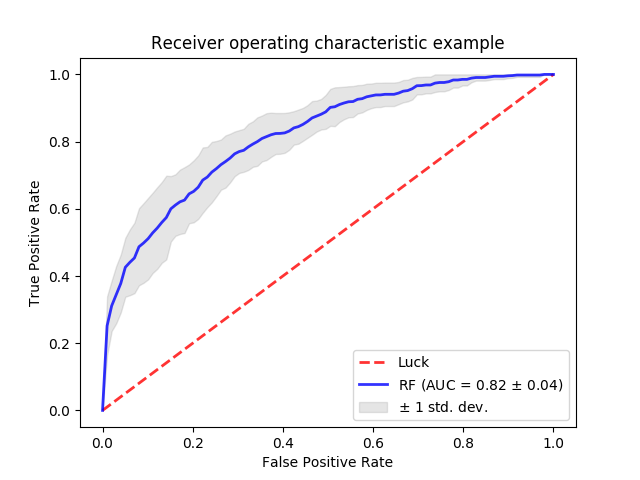 Receiver operating characteristic example
True Positive Rate
1.0
0.8
0.6
0.4
0.2
0.0
Luck
RF (AUC = 0.82 ± 0.04)
± 1 std. dev.
0.0 0.2 0.4 0.6 0.8 1.0
False Positive Rate